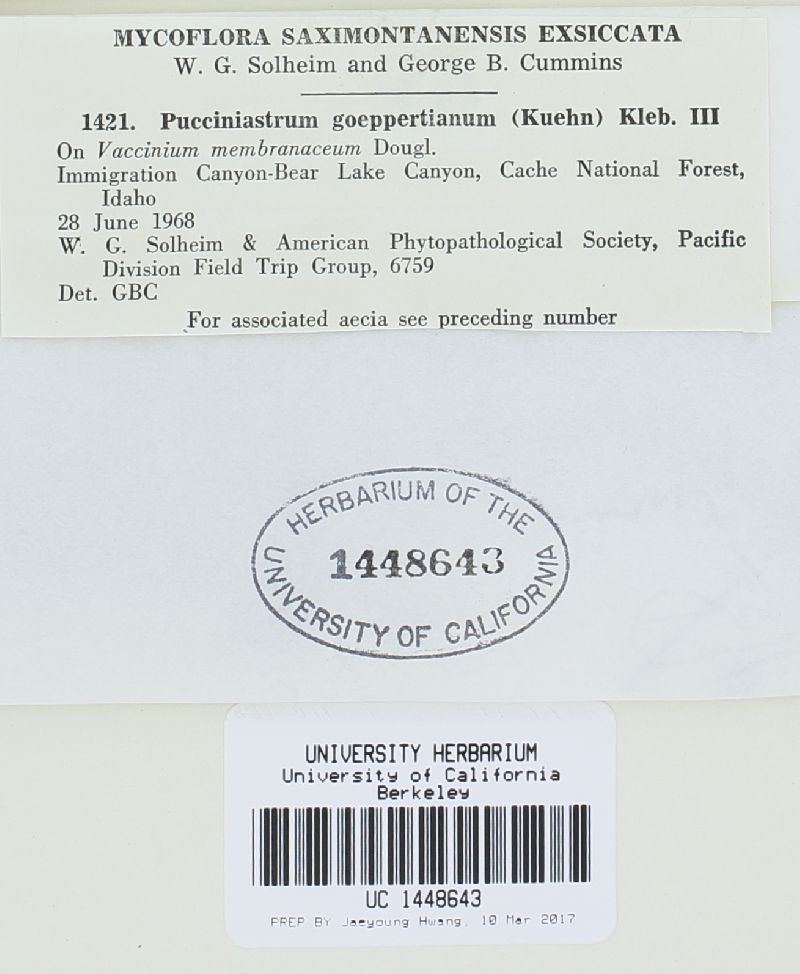 MYCOFLORA SAXIMONTANENSIS EXSICCATA
W. G. Solheim and George B. Cummins
1421. Pucciniastrum goeppertianum (Kuehn) Kleb. III
On Vaccinium membranaceum Dougl.
Immigration Canyon-Bear Lake Canyon, Cache National Forest,
Idaho
28 June 1968
W. G. Solheim & American Phytopathological Society, Pacific
Division Field Trip Group, 6759
Det. GBC
For associated aecia see preceding number
HERBARIUM OF THE
1448643
UNIVERSITY OF CALIFORNIA
UNIVERSITY HERBARIUM
University of California
Berkeley
UC 1448643
PREP BY Jaeyoung Hwang, 10 Mar 2017